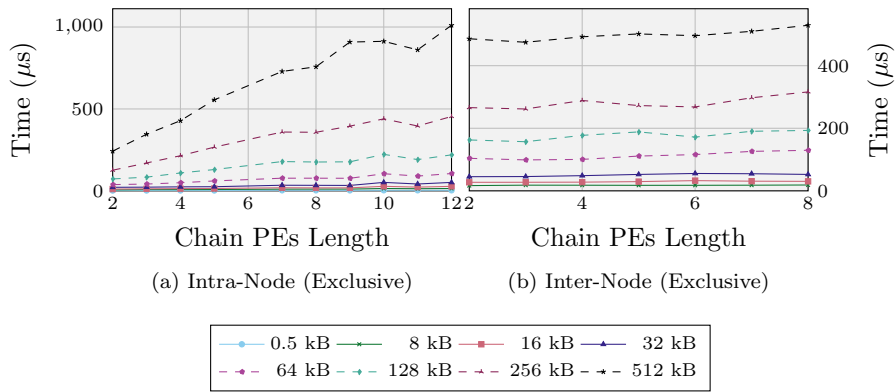 1,000
500
0
Time (μs)
2 4 6 8 10 12
Chain PEs Length
(a) Intra-Node (Exclusive)
400
200
0
Time (μs)
2 4 6 8
Chain PEs Length
(b) Inter-Node (Exclusive)
0.5 kB 8 kB 16 kB 32 kB
64 kB 128 kB 256 kB 512 kB